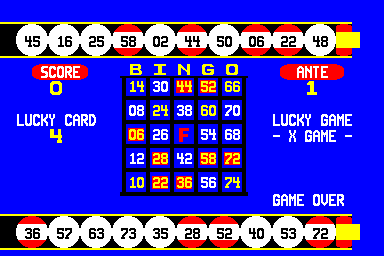 45 16 25 58 02 44 50 06 22 48
SCORE BINGO ANTE
0 14 30 44 52 66 1
08 24 38 60 70
LUCKY CARD LUCKY GAME
4 06 26 F 54 68 - X GAME -
12 28 42 58 72
10 22 36 56 74
GAME OVER
36 57 63 73 35 28 52 40 53 72